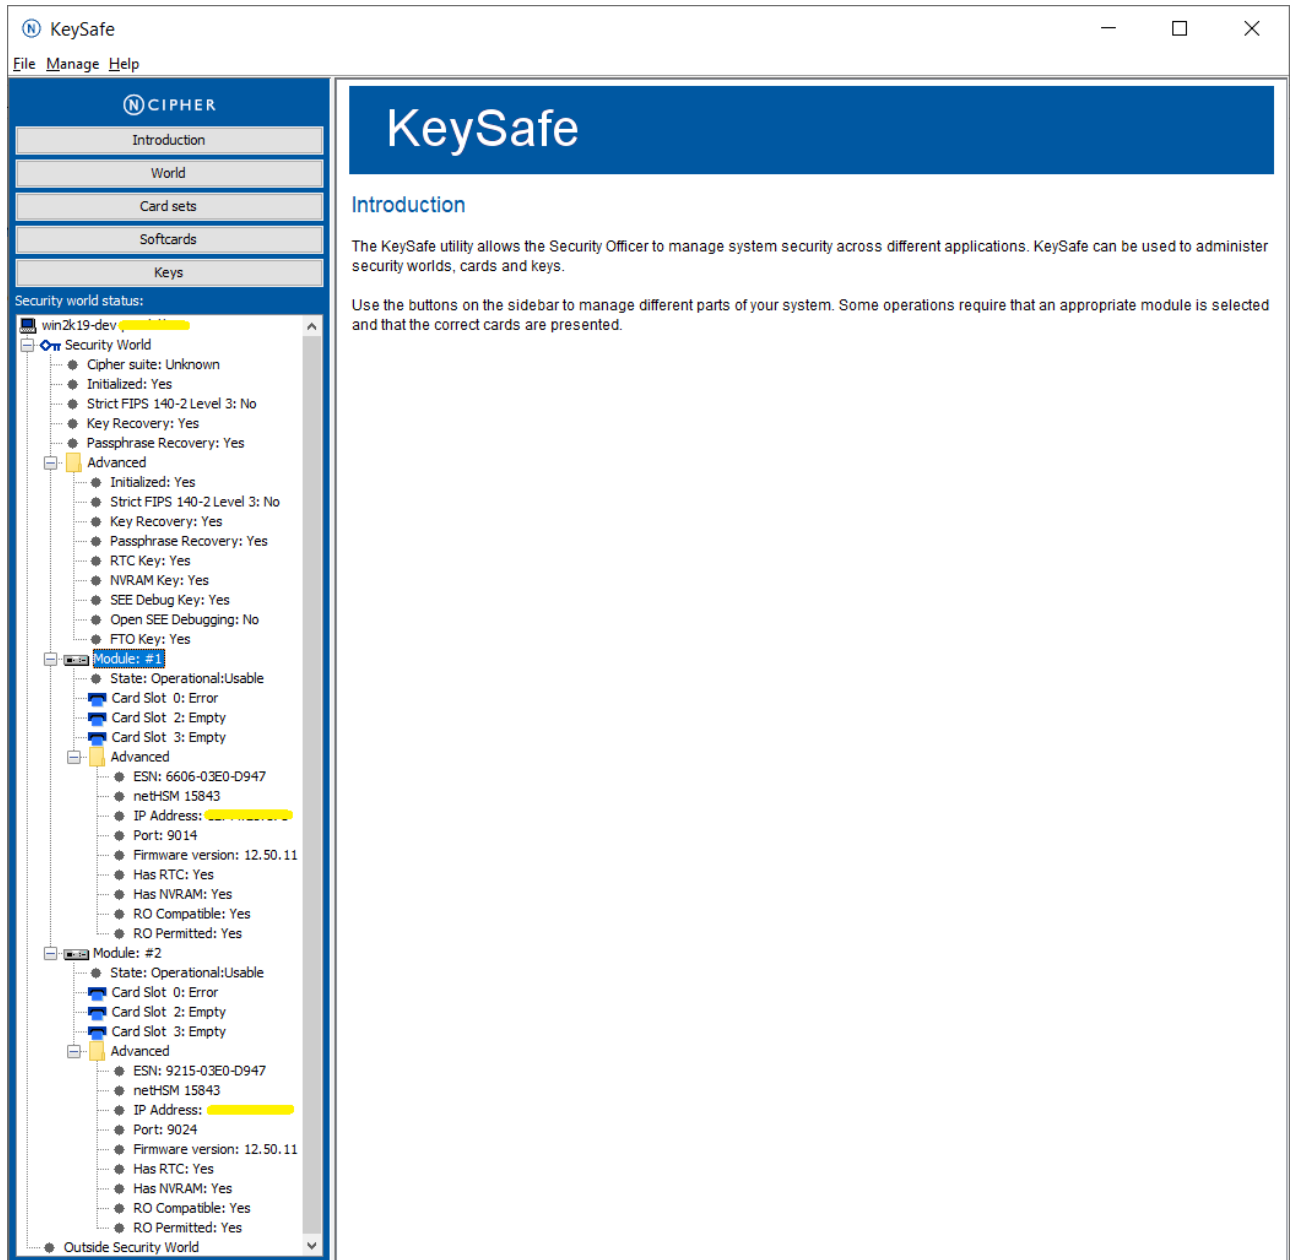 KeySafe
File Manage Help
NCIPHER
Introduction
World
Card sets
Softcards
Keys
Security world status:
win2k19-dev
Security World
Cipher suite: Unknown
Initialized: Yes
Strict FIPS 140-2 Level 3: No
Key Recovery: Yes
Passphrase Recovery: Yes
Advanced
Initialized: Yes
Strict FIPS 140-2 Level 3: No
Key Recovery: Yes
Passphrase Recovery: Yes
RTC Key: Yes
NVRAM Key: Yes
SEE Debug Key: Yes
Open SEE Debugging: No
FTO Key: Yes
Module: #1
State: Operational:Usable
Card Slot 0: Error
Card Slot 2: Empty
Card Slot 3: Empty
Advanced
ESN: 6606-03E0-D947
netHSM 15843
IP Address:
Port: 9014
Firmware version: 12.50.11
Has RTC: Yes
Has NVRAM: Yes
RO Compatible: Yes
RO Permitted: Yes
Module: #2
State: Operational:Usable
Card Slot 0: Error
Card Slot 2: Empty
Card Slot 3: Empty
Advanced
ESN: 9215-03E0-D947
netHSM 15843
IP Address:
Port: 9024
Firmware version: 12.50.11
Has RTC: Yes
Has NVRAM: Yes
RO Compatible: Yes
RO Permitted: Yes
Outside Security World
KeySafe
Introduction
The KeySafe utility allows the Security Officer to manage system security across different applications. KeySafe can be used to administer
security worlds, cards and keys.
Use the buttons on the sidebar to manage different parts of your system. Some operations require that an appropriate module is selected
and that the correct cards are presented.